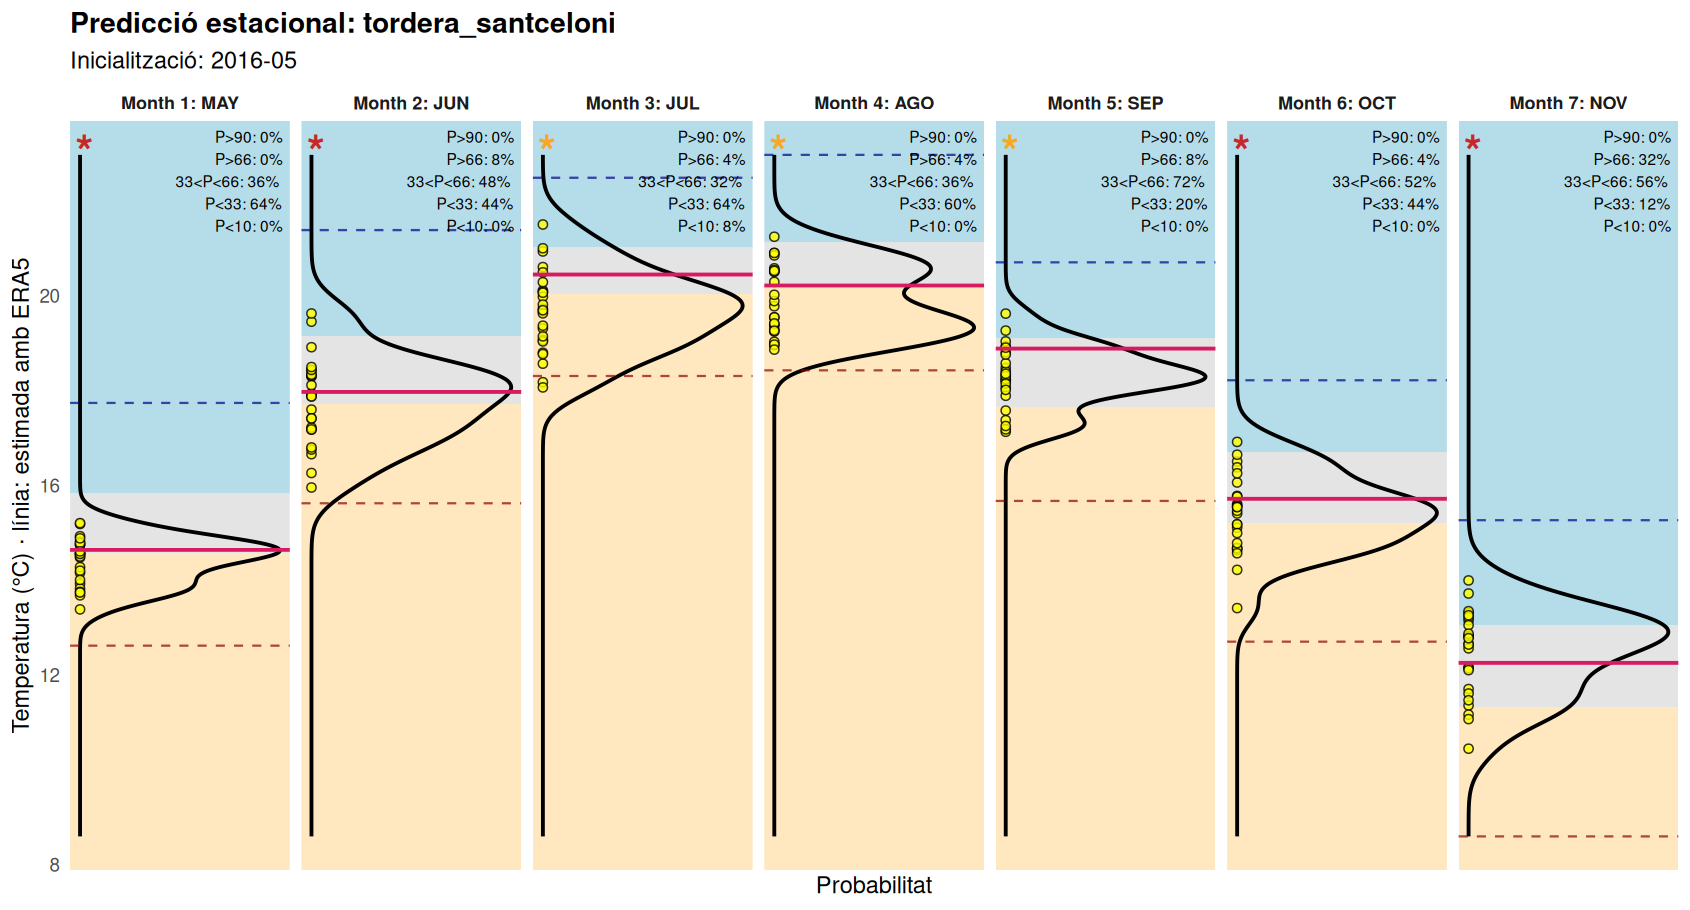 Predicció estacional: tordera_santceloni
Inicialització: 2016-05
Month 1: MAY
Month 2: JUN
Month 3: JUL
Month 4: AGO
Month 5: SEP
Month 6: OCT
Month 7: NOV
*
P>90: 0%
P>66: 0%
33<P<66: 36%
P<33: 64%
P<10: 0%
*
P>90: 0%
P>66: 8%
33<P<66: 48%
P<33: 44%
P<10: 0%
*
P>90: 0%
P>66: 4%
33<P<66: 32%
P<33: 64%
P<10: 8%
*
P>90: 0%
P>66: 4%
33<P<66: 36%
P<33: 60%
P<10: 0%
*
P>90: 0%
P>66: 8%
33<P<66: 72%
P<33: 20%
P<10: 0%
*
P>90: 0%
P>66: 4%
33<P<66: 52%
P<33: 44%
P<10: 0%
*
P>90: 0%
P>66: 32%
33<P<66: 56%
P<33: 12%
P<10: 0%
Temperatura (°C) · línia: estimada amb ERA5
20
16
12
8
Probabilitat